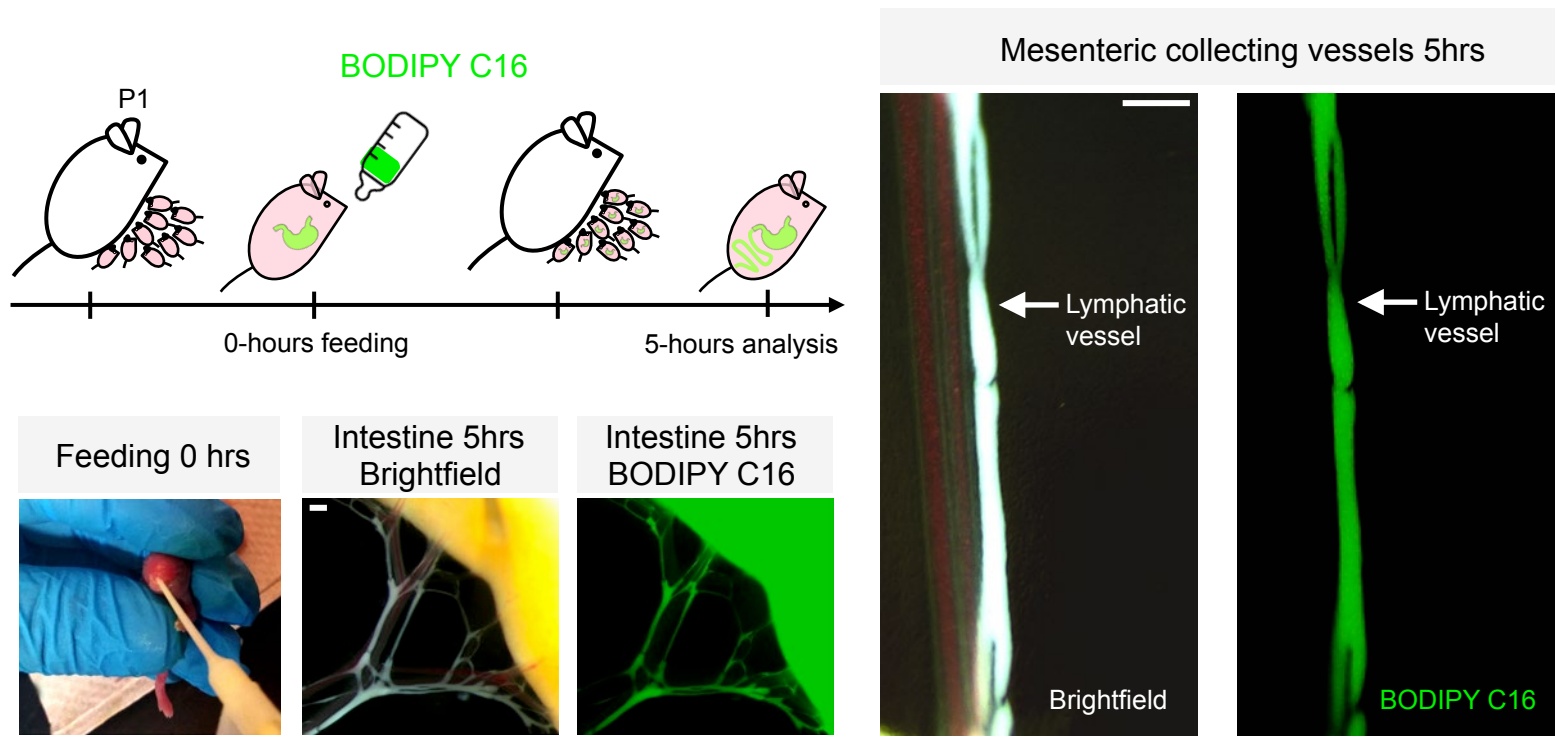 BODIPY C16
P1
0-hours feeding
5-hours analysis
Feeding 0 hrs
Intestine 5hrs
Brightfield
Intestine 5hrs
BODIPY C16
Mesenteric collecting vessels 5hrs
Lymphatic
vessel
Brightfield
Lymphatic
vessel
BODIPY C16